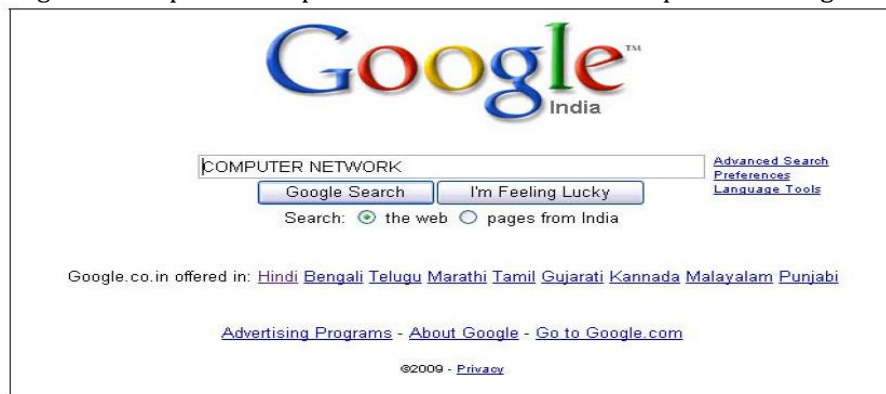 Google™
India
COMPUTER NETWORK
Advanced Search
Preferences
Language Tools
Google Search I'm Feeling Lucky
Search: the web pages from India
Google.co.in offered in: Hindi Bengali Telugu Marathi Tamil Gujarati Kannada Malayalam Punjabi
Advertising Programs - About Google - Go to Google.com
©2009 - Privacy